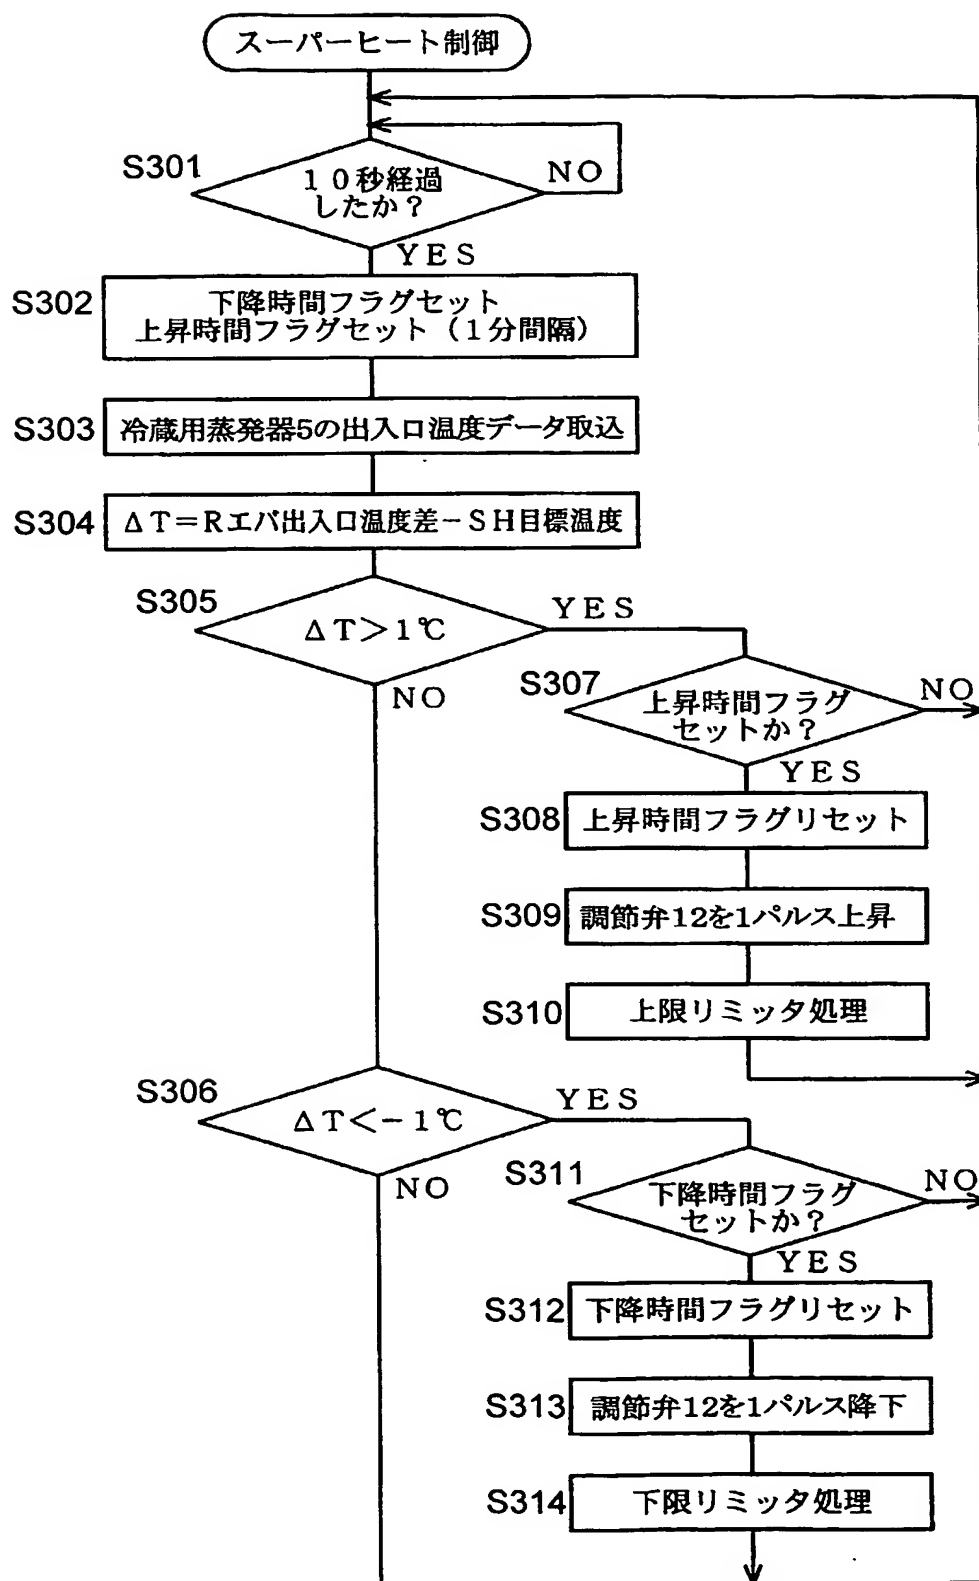 スーパーヒート制御
S301
１０秒経過
したか？
NO
YES
S302
下降時間フラグセット
上昇時間フラグセット（1分間隔）
S303
冷蔵用蒸発器5の出入口温度データ取込
S304
ΔT＝Rエバ出入口温度差－SH目標温度
S305
ΔT＞1℃
YES
NO
S307
上昇時間フラグ
セットか？
NO
YES
S308
上昇時間フラグリセット
S309
調節弁12を1パルス上昇
S310
上限リミッタ処理
S306
ΔT＜－1℃
YES
NO
S311
下降時間フラグ
セットか？
NO
YES
S312
下降時間フラグリセット
S313
調節弁12を1パルス降下
S314
下限リミッタ処理